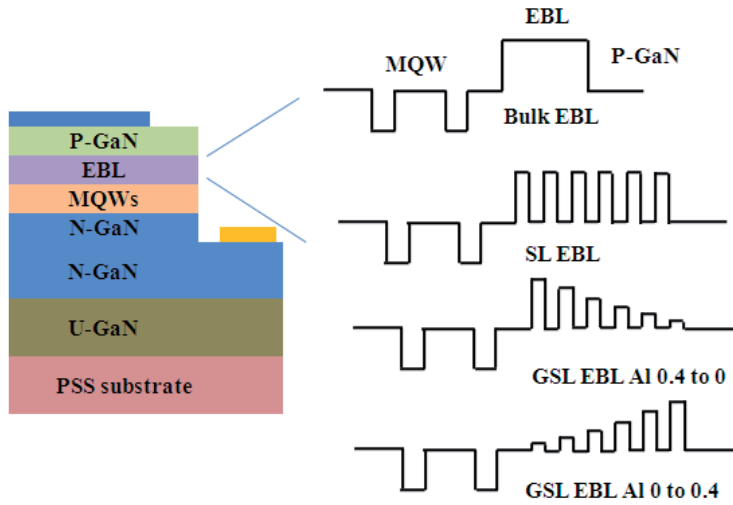 P-GaN
EBL
MQWs
N-GaN
N-GaN
U-GaN
PSS substrate
EBL
MQW
P-GaN
Bulk EBL
SL EBL
GSL EBL Al 0.4 to 0
GSL EBL Al 0 to 0.4